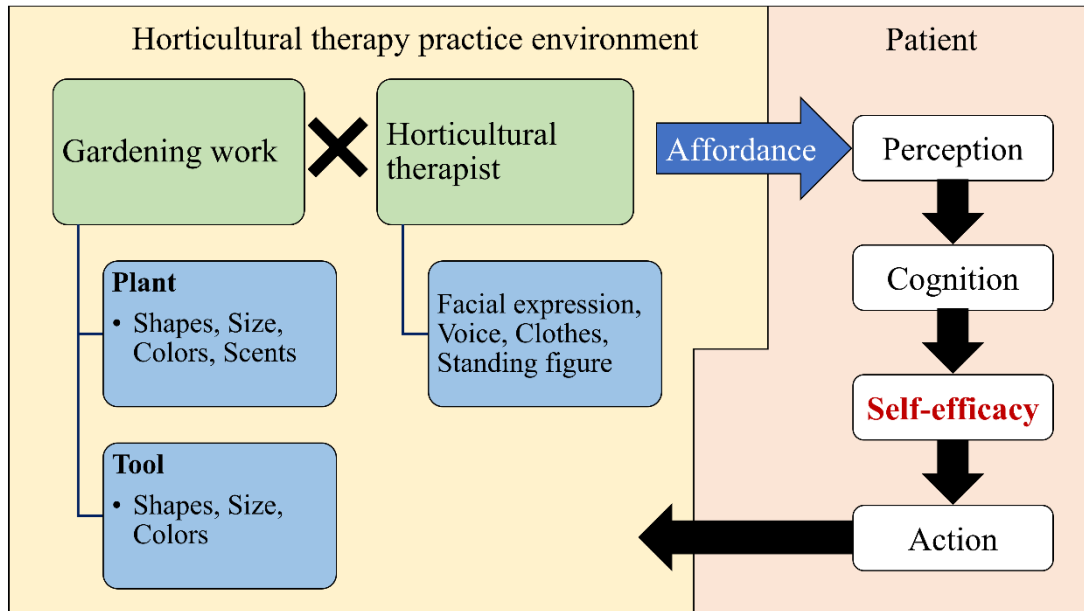 Horticultural therapy practice environment
Patient
Gardening work
Horticultural
therapist
Affordance
Perception
Plant
• Shapes, Size,
Colors, Scents
Facial expression,
Voice, Clothes,
Standing figure
Cognition
Self-efficacy
Tool
• Shapes, Size,
Colors
Action